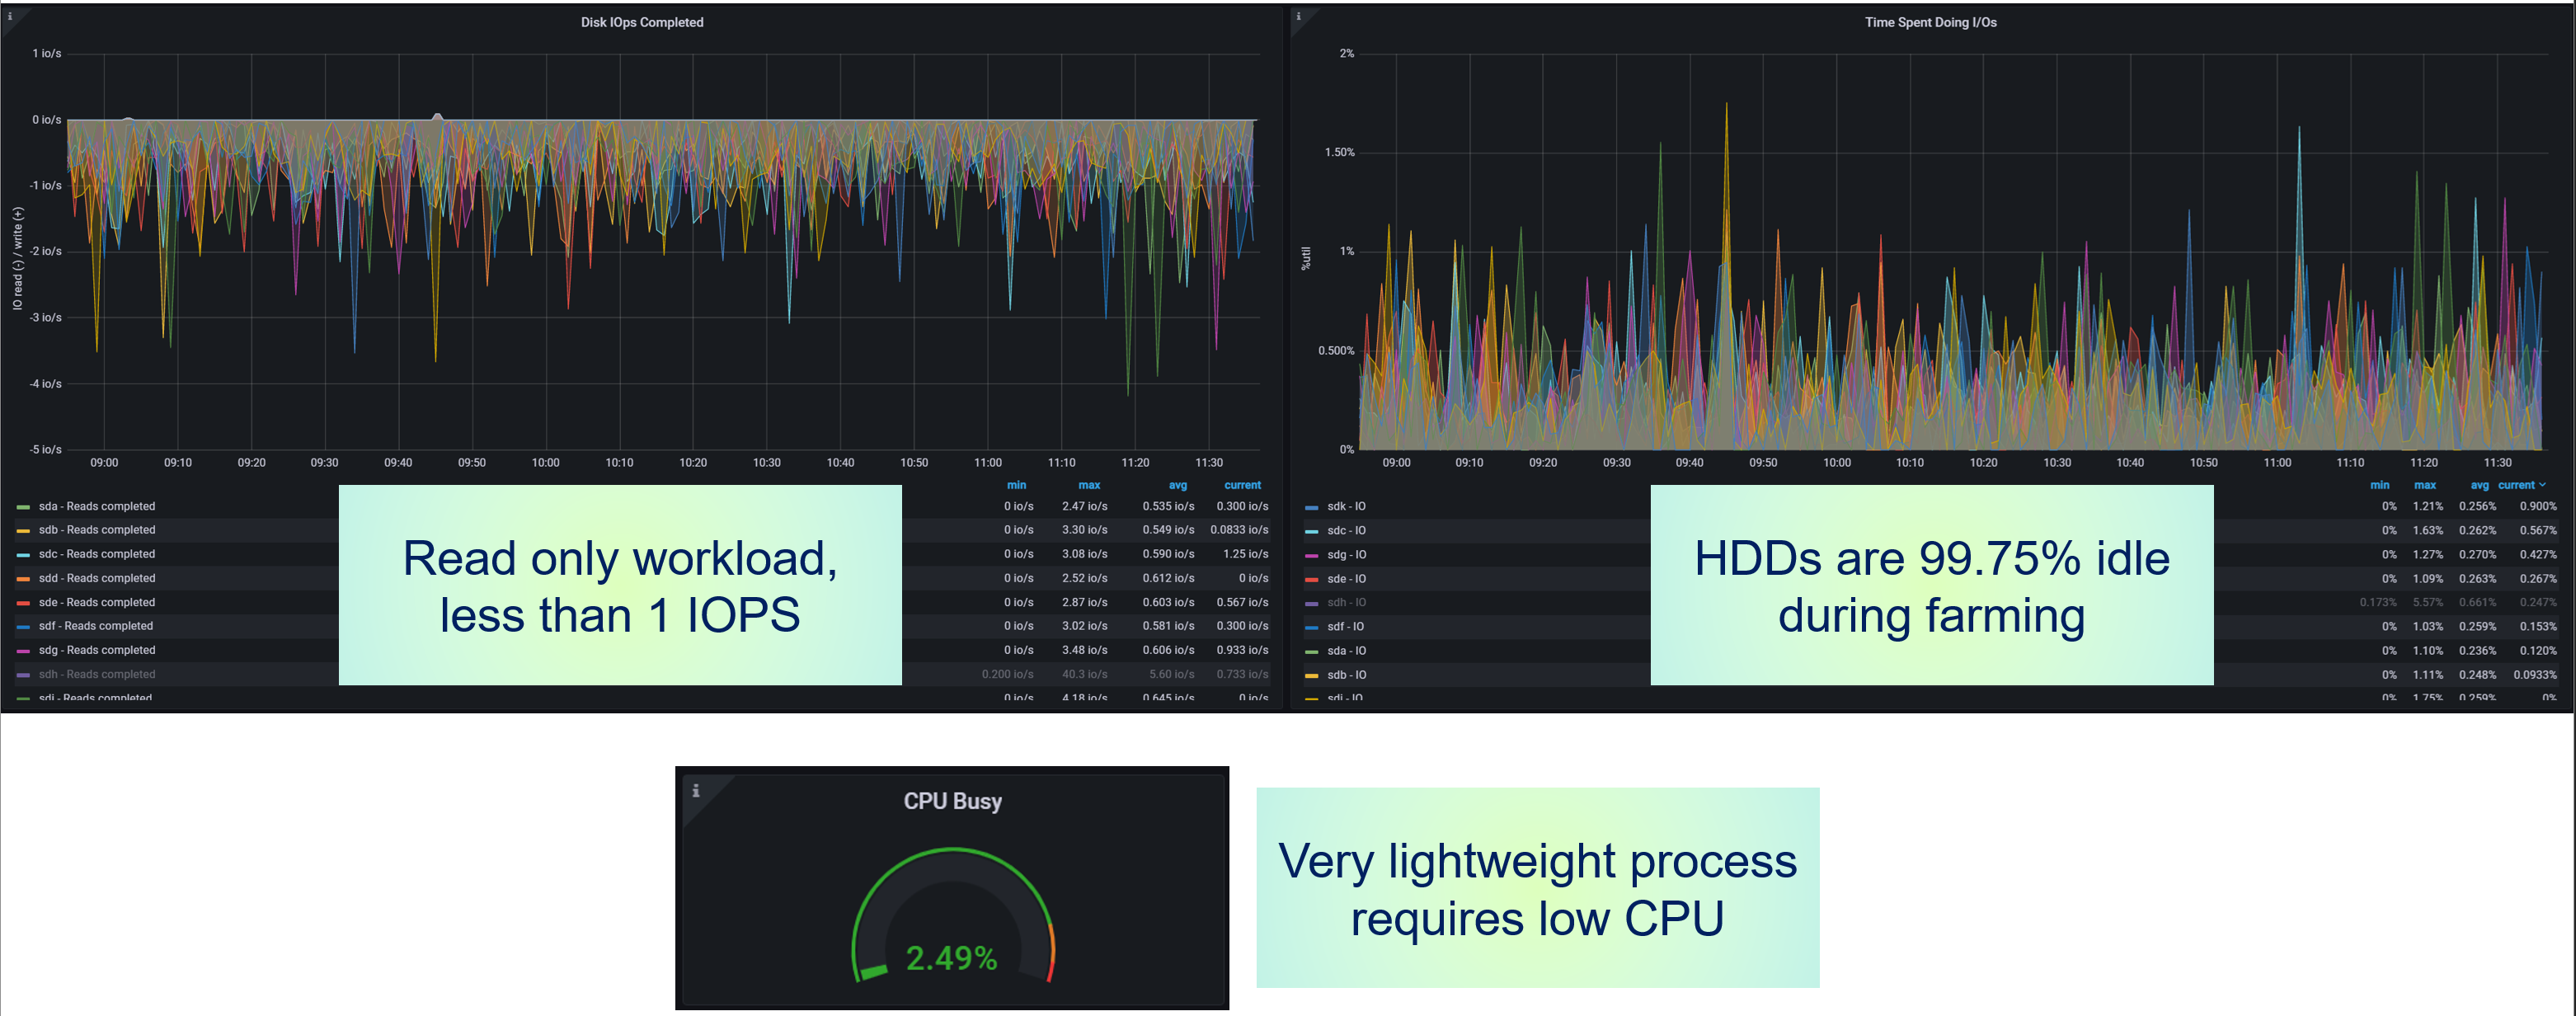 i
Disk IOps Completed
IO read (-) / write (+)
1 io/s
0 io/s
-1 io/s
-2 io/s
-3 io/s
-4 io/s
-5 io/s
09:00 09:10 09:20 09:30 09:40 09:50 10:00 10:10 10:20 10:30 10:40 10:50 11:00 11:10 11:20 11:30
min max avg current
sda - Reads completed 0 io/s 2.47 io/s 0.535 io/s 0.300 io/s
sdb - Reads completed 0 io/s 3.30 io/s 0.549 io/s 0.0833 io/s
sdc - Reads completed 0 io/s 3.08 io/s 0.590 io/s 1.25 io/s
sdd - Reads completed 0 io/s 2.52 io/s 0.612 io/s 0 io/s
sde - Reads completed 0 io/s 2.87 io/s 0.603 io/s 0.567 io/s
sdf - Reads completed 0 io/s 3.02 io/s 0.581 io/s 0.300 io/s
sdg - Reads completed 0 io/s 3.48 io/s 0.606 io/s 0.933 io/s
sdh - Reads completed 0.200 io/s 40.3 io/s 5.60 io/s 0.733 io/s
sdi - Reads completed 0 io/s 4.18 io/s 0.645 io/s 0 io/s
Read only workload,
less than 1 IOPS
i
Time Spent Doing I/Os
%util
2%
1.50%
1%
0.500%
0%
09:00 09:10 09:20 09:30 09:40 09:50 10:00 10:10 10:20 10:30 10:40 10:50 11:00 11:10 11:20 11:30
min max avg current
sdk - IO 0% 1.21% 0.256% 0.900%
sdc - IO 0% 1.63% 0.262% 0.567%
sdg - IO 0% 1.27% 0.270% 0.427%
sde - IO 0% 1.09% 0.263% 0.267%
sdh - IO 0.173% 5.57% 0.661% 0.247%
sdf - IO 0% 1.03% 0.259% 0.153%
sda - IO 0% 1.10% 0.236% 0.120%
sdb - IO 0% 1.11% 0.248% 0.0933%
- IO 0% 1.75% 0.259% 0%
HDDs are 99.75% idle
during farming
i
CPU Busy
2.49%
Very lightweight process
requires low CPU